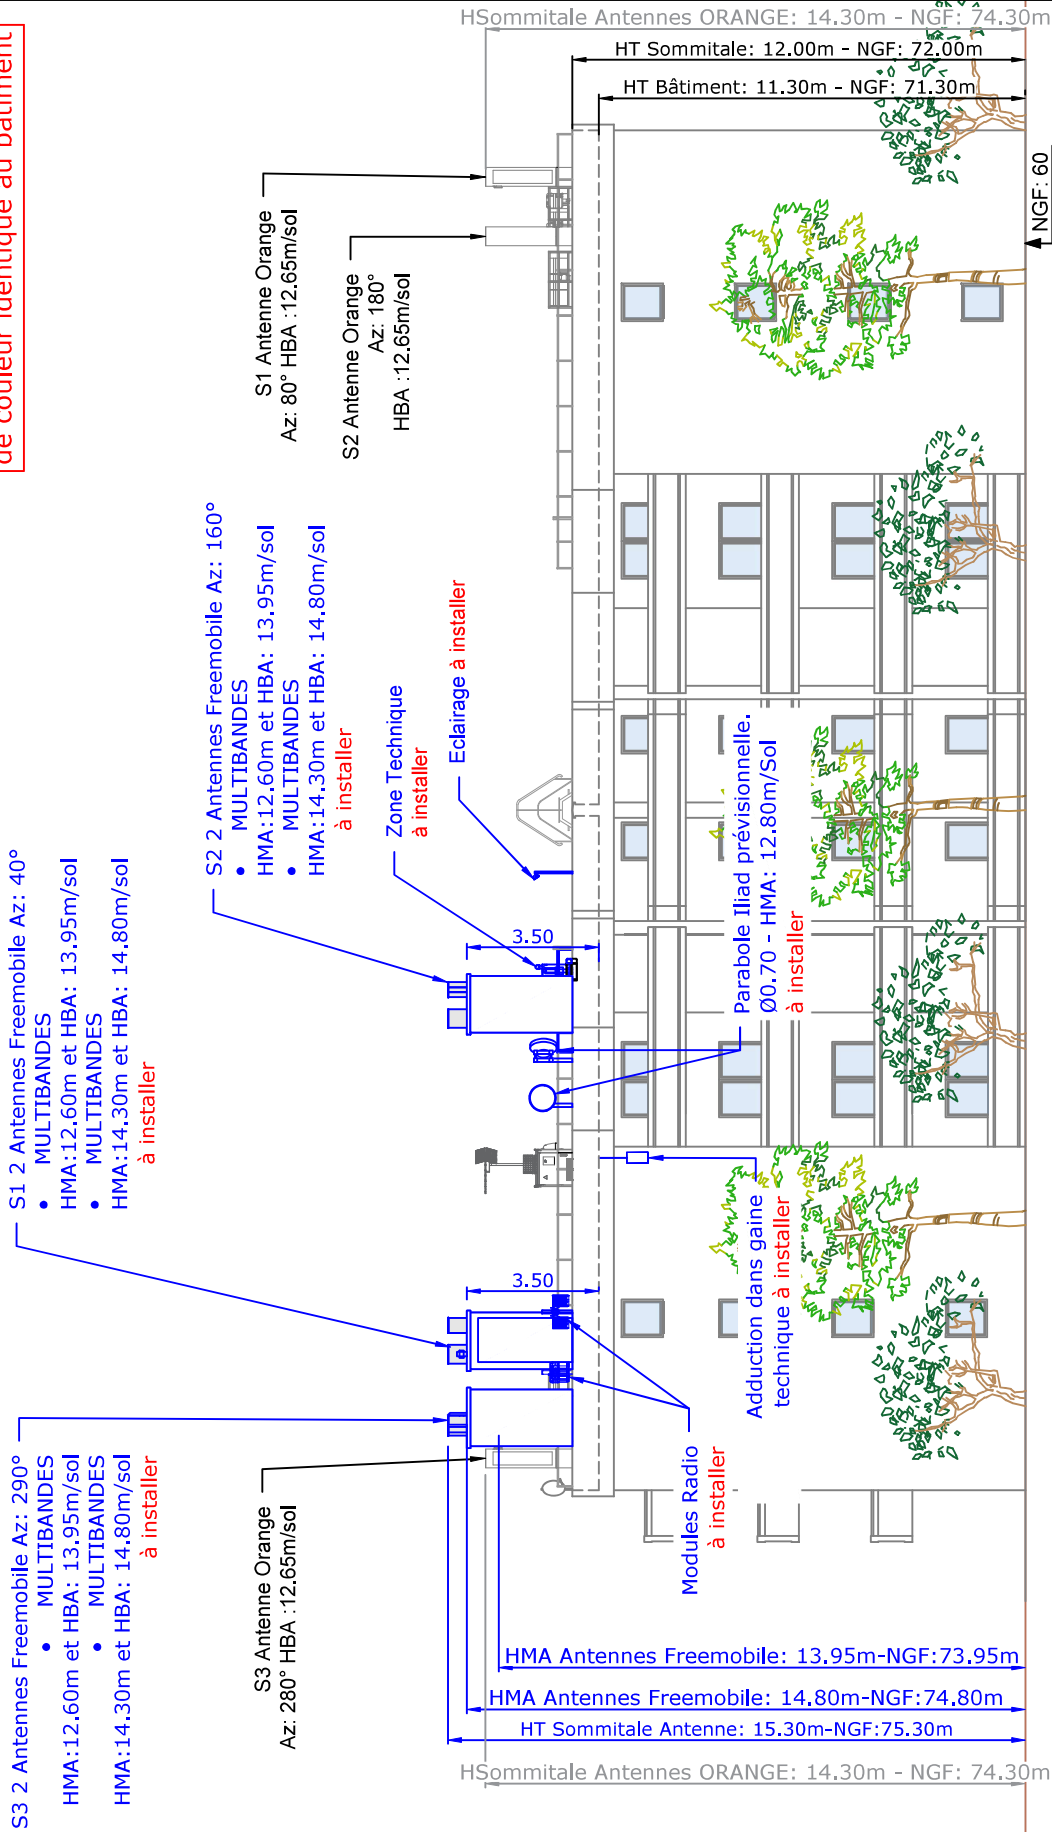 de couleur identique au bâtiment
S3 2 Antennes Freemobile Az: 290°
• MULTIBANDES
HMA:12.60m et HBA: 13.95m/sol
• MULTIBANDES
HMA:14.30m et HBA: 14.80m/sol
à installer
S1 2 Antennes Freemobile Az: 40°
• MULTIBANDES
HMA:12.60m et HBA: 13.95m/sol
• MULTIBANDES
HMA:14.30m et HBA: 14.80m/sol
à installer
S2 2 Antennes Freemobile Az: 160°
• MULTIBANDES
HMA:12.60m et HBA: 13.95m/sol
• MULTIBANDES
HMA:14.30m et HBA: 14.80m/sol
à installer
S3 Antenne Orange
Az: 280° HBA :12.65m/sol
S1 Antenne Orange
Az: 80° HBA :12.65m/sol
S2 Antenne Orange
Az: 180°
HBA :12.65m/sol
Zone Technique
à installer
Eclairage à installer
3.50
3.50
Modules Radio
à installer
Adduction dans gaine
technique à installer
Parabole Iliad prévisionnelle.
Ø0.70 - HMA: 12.80m/Sol
à installer
HSommitale Antennes ORANGE: 14.30m - NGF: 74.30m
HT Sommitale: 12.00m - NGF: 72.00m
HT Bâtiment: 11.30m - NGF: 71.30m
NGF: 60
HMA Antennes Freemobile: 13.95m-NGF:73.95m
HMA Antennes Freemobile: 14.80m-NGF:74.80m
HT Sommitale Antenne: 15.30m-NGF:75.30m
HSommitale Antennes ORANGE: 14.30m - NGF: 74.30m